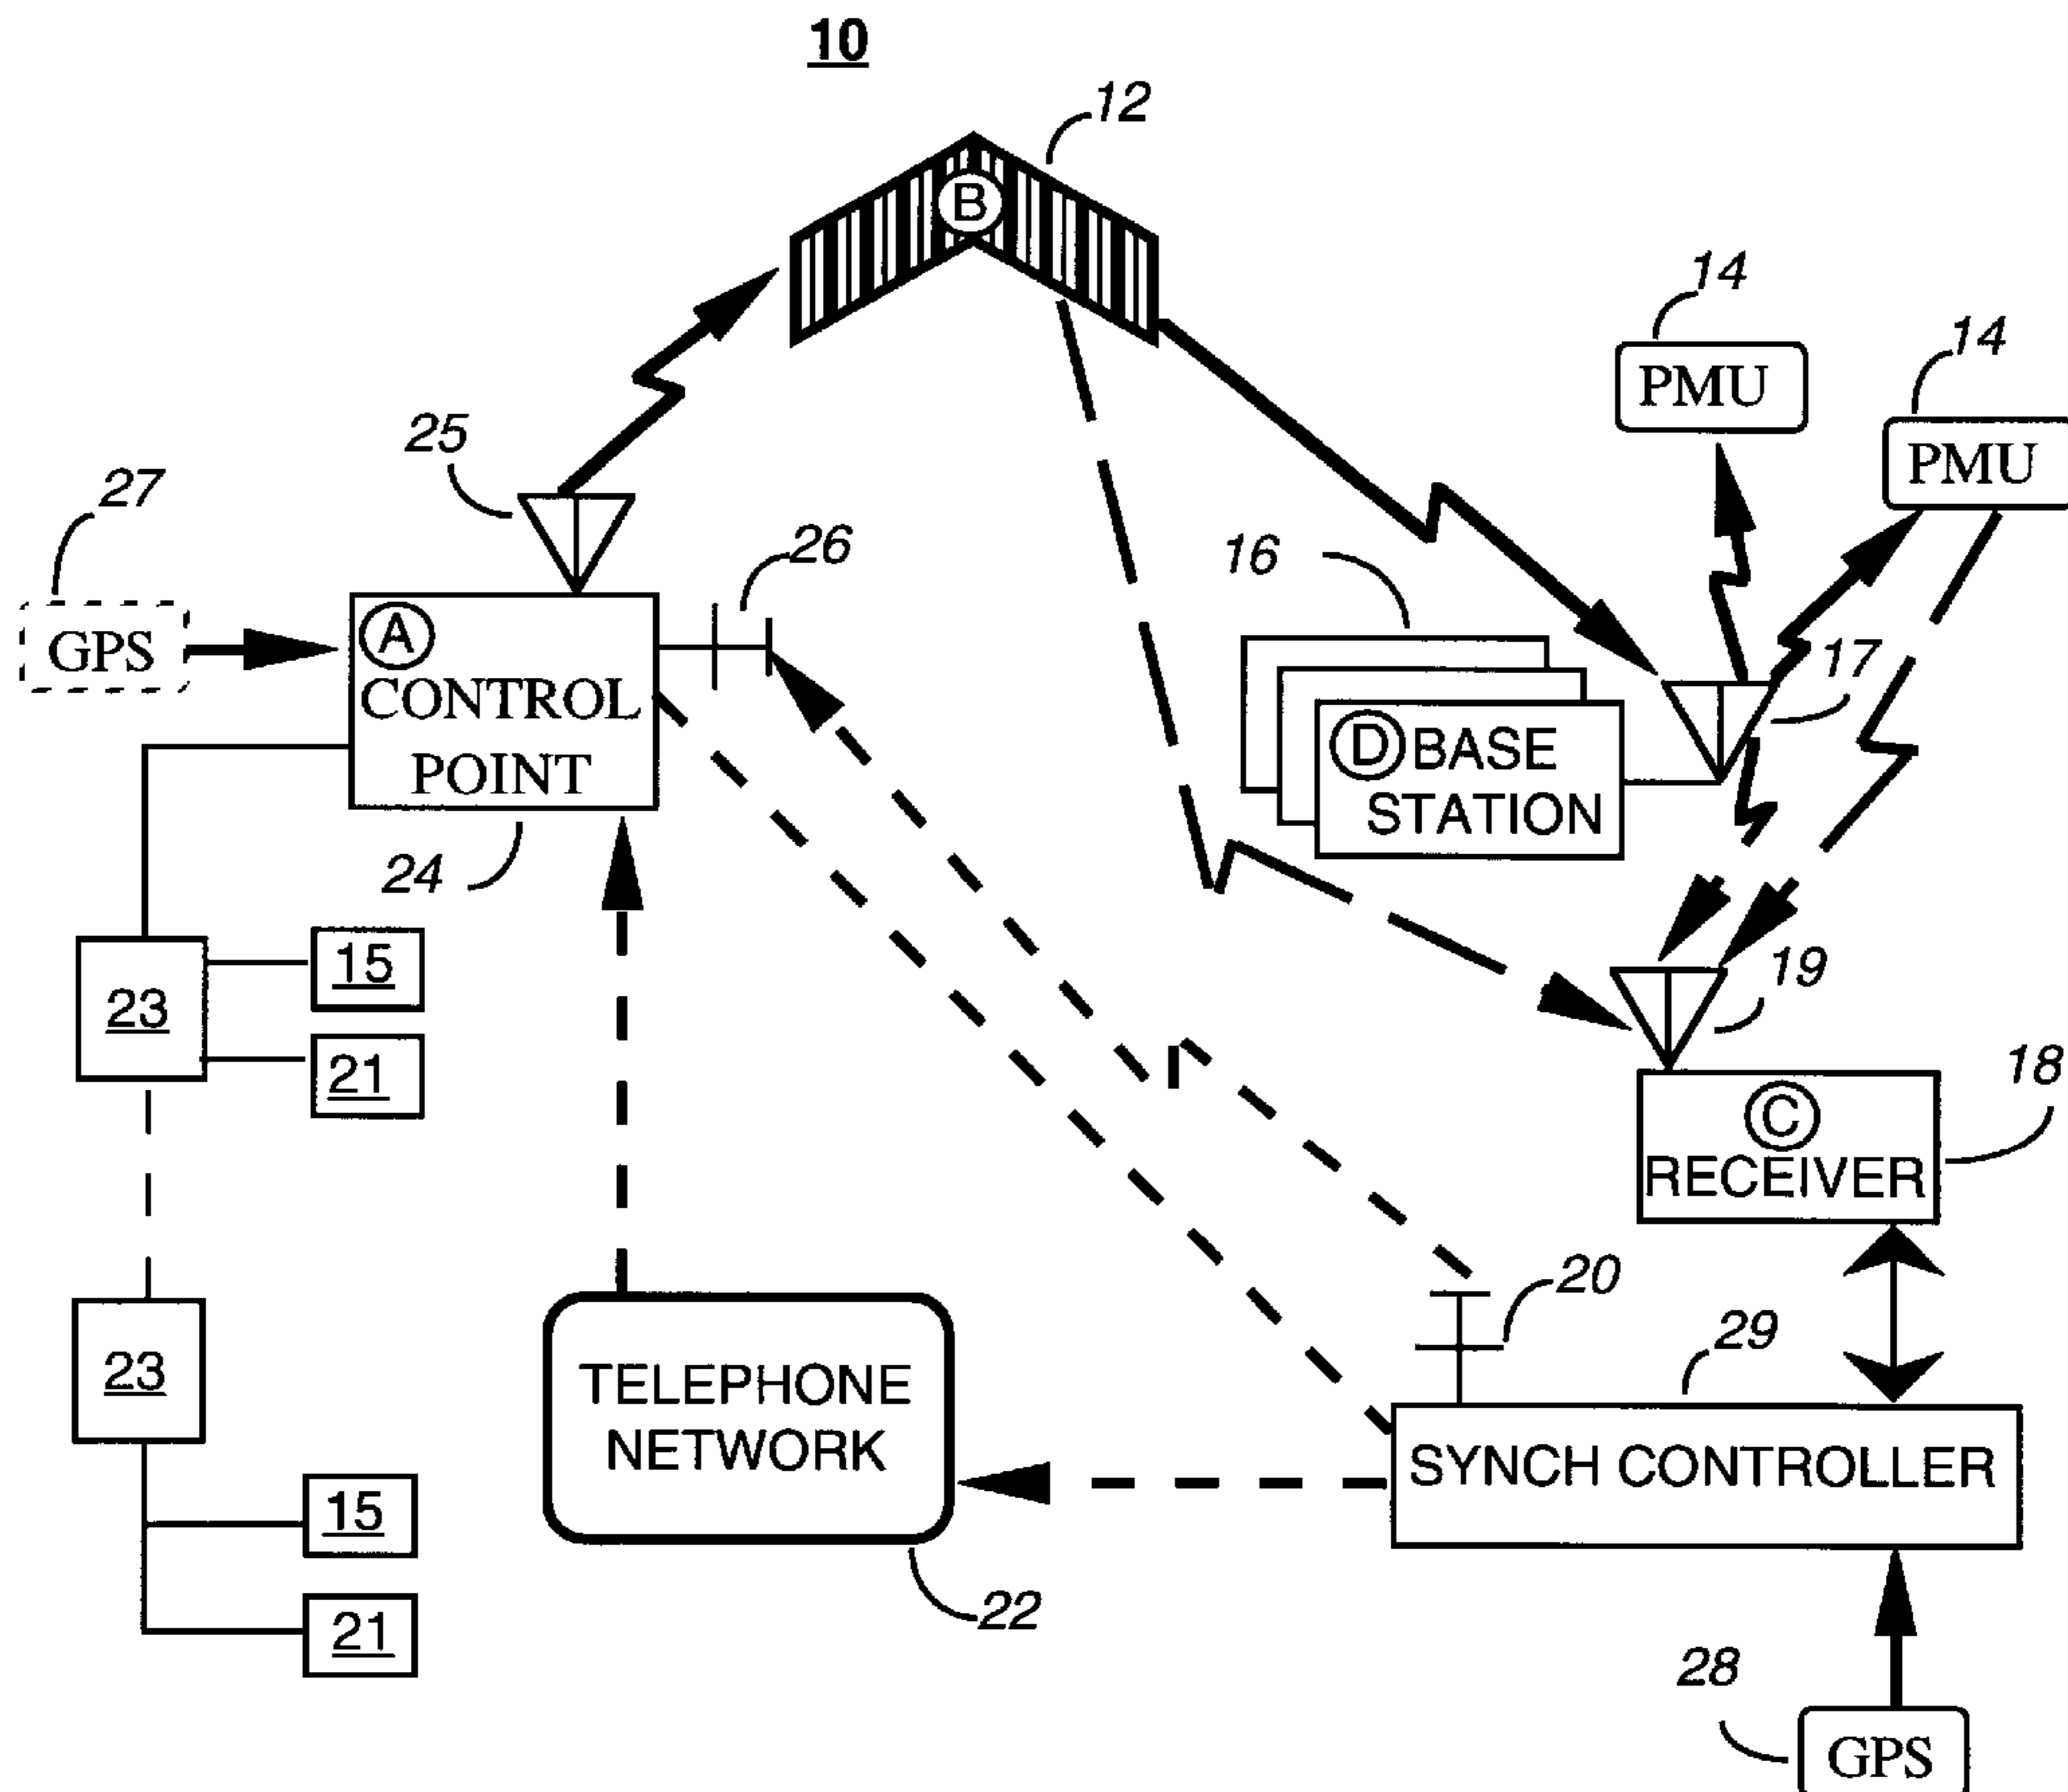 10
12
B
14
14
PMU
PMU
25
27
26
16
GPS
A
CONTROL
POINT
17
D BASE
STATION
24
15
23
19
21
18
C
RECEIVER
20
29
23
TELEPHONE
NETWORK
SYNCH CONTROLLER
15
21
22
28
GPS